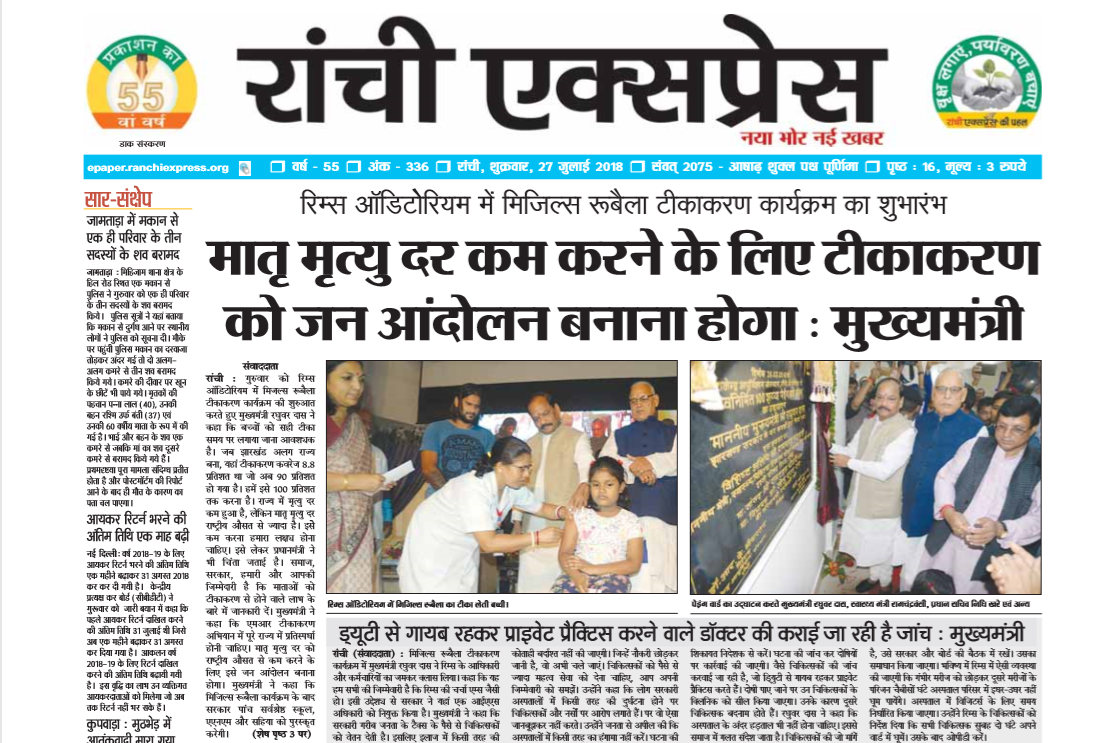 प्रकाशन का
55
वां वर्ष
डाक संस्करण
रांची एक्सप्रेस
नया भोर नई खबर
वृक्ष लगाएं, पर्यावरण बचाएं
रांची एक्सप्रेस की पहल
epaper.ranchiexpress.org वर्ष - 55 अंक - 336 रांची, शुक्रवार, 27 जुलाई 2018 संवत् 2075 - आषाढ़ शुक्ल पक्ष पूर्णिमा पृष्ठ : 16, मूल्य : 3 रुपये
सार-संक्षेप
जामताड़ा में मकान से
एक ही परिवार के तीन
सदस्यों के शव बरामद
जामताड़ा : मिहिजाम थाना क्षेत्र के
हिल रोड स्थित एक मकान से
पुलिस ने गुरुवार को एक ही परिवार
के तीन सदस्यों के शव बरामद
किये। पुलिस सूत्रों ने यहां बताया
कि मकान से दुर्गंध आने पर स्थानीय
लोगों ने पुलिस को सूचना दी। मौके
पर पहुंची पुलिस मकान का दरवाजा
तोड़कर अंदर गई तो दो अलग-
अलग कमरे से तीन शव बरामद
किये गये। कमरे की दीवार पर खून
के छींटे भी पाये गये। मृतकों की
पहचान पन्ना लाल (40), उनकी
बहन रश्मि उर्फ बंटी (37) एवं
उनकी 60 वर्षीय माता के रूप में की
गई है। भाई और बहन के शव एक
कमरे से जबकि मां का शव दूसरे
कमरे से बरामद किये गये हैं।
प्रथमदृष्टया पूरा मामला संदिग्ध प्रतीत
होता है और पोस्टमॉर्टम की रिपोर्ट
आने के बाद ही मौत के कारण का
पता चल पाएगा।
आयकर रिटर्न भरने की
अंतिम तिथि एक माह बढ़ी
नई दिल्ली: वर्ष 2018-19 के लिए
आयकर रिटर्न भरने की अंतिम तिथि
एक महीने बढ़ाकर 31 अगस्त 2018
कर कर दी गयी है। केन्द्रीय
प्रत्यक्ष कर बोर्ड (सीबीडीटी) ने
गुरुवार को जारी बयान में कहा कि
पहले आयकर रिटर्न दाखिल करने
की अंतिम तिथि 31 जुलाई थी जिसे
अब एक महीने बढ़ाकर 31 अगस्त
कर दिया गया है। आकलन वर्ष
2018-19 के लिए रिटर्न दाखिल
करने की अंतिम तिथि बढ़ायी गयी
है। इस वृद्धि का लाभ उन व्यक्तिगत
आयकरदाताओं को मिलेगा जो अब
तक रिटर्न नहीं भर सके हैं।
कुपवाड़ा : मुठभेड़ में
आतंकवादी मारा गया
रिम्स ऑडिटोरियम में मिजिल्स रूबैला टीकाकरण कार्यक्रम का शुभारंभ
मातृ मृत्यु दर कम करने के लिए टीकाकरण
को जन आंदोलन बनाना होगा : मुख्यमंत्री
संवाददाता
रांची : गुरुवार को रिम्स
ऑडिटोरियम में मिजल्स रूबैला
टीकाकरण कार्यक्रम की शुरुआत
करते हुए मुख्यमंत्री रघुवर दास ने
कहा कि बच्चों को सही टीका
समय पर लगाया जाना आवशधक
है। जब झारखंड अलग राज्य
बना, यहां टीकाकरण कवरेज 8.8
प्रतिशत था जो अब 90 प्रतिशत
हो गया है। हमें इसे 100 प्रतिशत
तक करना है। राज्य में मृत्यु दर
कम हुआ है, लेकिन मातृ मृत्यु दर
राष्ट्रीय औसत से ज्यादा है। इसे
कम करना हमारा लक्ष्य होना
चाहिए। इसे लेकर प्रधानमंत्री ने
भी चिंता जताई है। समाज,
सरकार, हमारी और आपकी
जिम्मेदारी है कि माताओं को
टीकाकरण से होने वाले लाभ के
बारे में जानकारी दें। मुख्यमंत्री ने
कहा कि एमआर टीकाकरण
अभियान में पूरे राज्य में प्रतिस्पर्धा
होनी चाहिए। मातृ मृत्यु दर को
राष्ट्रीय औसत से कम करने के
लिए इसे जन आंदोलन बनाना
होगा। मुख्यमंत्री ने कहा कि
मिजिल्स रूबैला कार्यक्रम के बाद
सरकार पांच सर्वश्रेष्ठ स्कूल,
एएनएम और सहिया को पुरस्कृत
करेगी। (शेष पृष्ठ 3 पर)
रिम्स ऑडिटोरियम में मिजिल्स रूबैला का टीका लेती बच्ची।
पेइंग वार्ड का उद्घाटन करते मुख्यमंत्री रघुवर दास, स्वास्थ्य मंत्री रामचंद्रवंशी, प्रधान सचिव निधि खरे एवं अन्य
ड्यूटी से गायब रहकर प्राइवेट प्रैक्टिस करने वाले डॉक्टर की कराई जा रही है जांच : मुख्यमंत्री
रांची (संवाददाता) : मिजिल्स रूबैला टीकाकरण
कार्यक्रम में मुख्यमंत्री रघुवर दास ने रिम्स के आधिकारी
और कर्मचारियों का जमकर क्लास लिया। कहा कि यह
हम सभी की जिम्मेदारी है कि रिम्स की चर्चा एम्स जैसी
हो। इसी उद्देश्य से सरकार ने यहां एक आईएएस
अधिकारी को नियुक्त किया है। मुख्यमंत्री ने कहा कि
सरकारी गरीब जनता के टैक्स के पैसे से चिकित्सकों
को वेतन देती है। इसलिए इलाज में किसी तरह की
कोताही बर्दाश्त नहीं की जाएगी। जिन्हें नौकरी छोड़कर
जानी है, वो अभी चले जाएं। चिकित्सकों को पैसे से
ज्यादा महत्व सेवा को देना चाहिए, आप अपनी
जिम्मेदारी को समझें। उन्होंने कहा कि लोग सरकारी
अस्पतालों में किसी तरह की दुर्घटना होने पर
चिकित्सकों और नर्सों पर आरोप लगाते हैं। पर वो ऐसा
जानबूझकर नहीं करते। उन्होंने जनता से अपील की कि
अस्पतालों में किसी तरह का हंगामा नहीं करें। घटना की
शिकायत निदेशक से करें। घटना की जांच कर दोषियों
पर कार्रवाई की जाएगी। वैसे चिकित्सकों की जांच
करवाई जा रही है, जो ड्यिुटी से गायब रहकर प्राइवेट
प्रैक्टिस करते हैं। दोषी पाए जाने पर उन चिकित्सकों के
क्लिनिक को सील किया जाएगा। उनके कारण दूसरे
चिकित्सक बदनाम होते हैं। रघुवर दास ने कहा कि
अस्पताल के अंदर हड़ताल भी नहीं होना चाहिए। इससे
समाज में गलत संदेश जाता है। चिकित्सकों की जो मांगें
है, उसे सरकार और बोर्ड की बैठक में रखें। उसका
समाधान किया जाएगा। भविष्य में रिम्स में ऐसी व्यवस्था
की जाएगी कि गंभीर मरीज को छोड़कर दूसरे मरीजों के
परिजन चैबीसों घंटे अस्पताल परिसर में इधर-उधर नहीं
घूम पायेंगे। अस्पताल में विजिटर्स के लिए समय
निर्धारित किया जाएगा। उन्होंने रिम्स के चिकित्सकों को
निदेश दिया कि सभी चिकित्सक सुबह दो घंटे अपने
वार्ड में घूमें। उसके बाद ओपीडी करें।